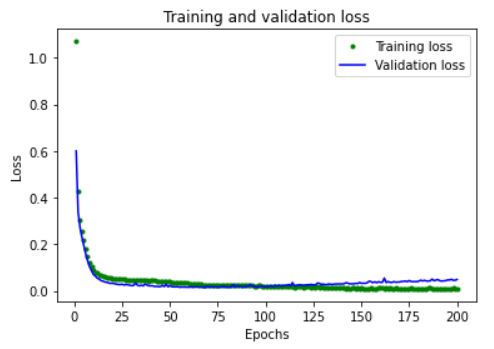 Training and validation loss
Training loss
Validation loss
1.0
0.8
0.6
0.4
0.2
0.0
Loss
0 25 50 75 100 125 150 175 200
Epochs